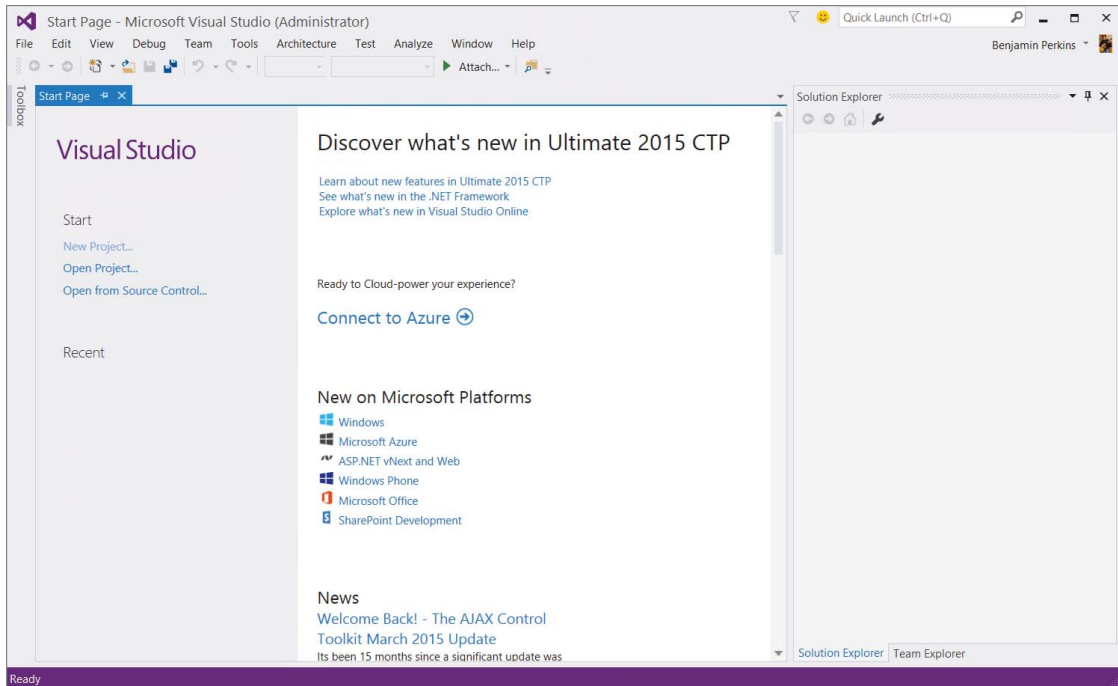 Start Page - Microsoft Visual Studio (Administrator)
Quick Launch (Ctrl+Q)
File Edit View Debug Team Tools Architecture Test Analyze Window Help
Benjamin Perkins
Attach...
Toolbox
Start Page
Solution Explorer
Visual Studio
Start
New Project...
Open Project...
Open from Source Control...
Recent
Discover what's new in Ultimate 2015 CTP
Learn about new features in Ultimate 2015 CTP
See what's new in the .NET Framework
Explore what's new in Visual Studio Online
Ready to Cloud-power your experience?
Connect to Azure
New on Microsoft Platforms
Windows
Microsoft Azure
ASP.NET vNext and Web
Windows Phone
Microsoft Office
SharePoint Development
News
Welcome Back! - The AJAX Control
Toolkit March 2015 Update
Its been 15 months since a significant update was
Solution Explorer Team Explorer
Ready